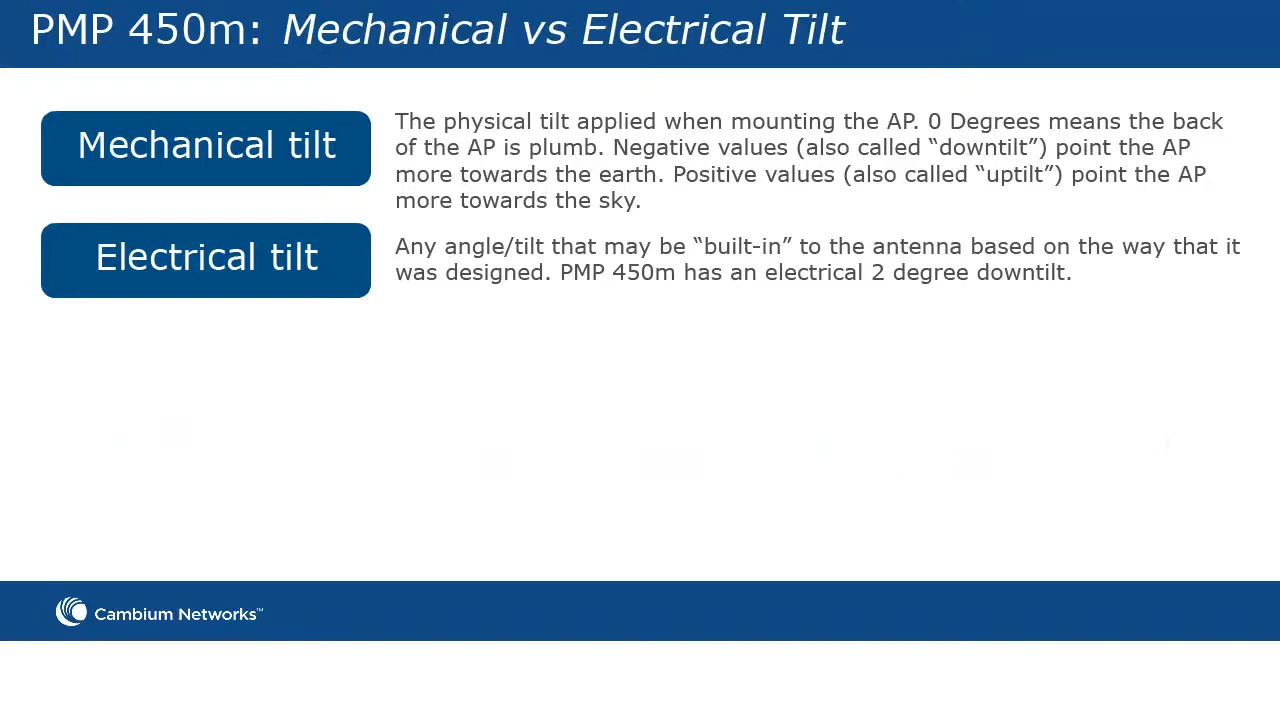 PMP 450m: Mechanical vs Electrical Tilt
Mechanical tilt
The physical tilt applied when mounting the AP. 0 Degrees means the back
of the AP is plumb. Negative values (also called “downtilt”) point the AP
more towards the earth. Positive values (also called “uptilt”) point the AP
more towards the sky.
Electrical tilt
Any angle/tilt that may be “built-in” to the antenna based on the way that it
was designed. PMP 450m has an electrical 2 degree downtilt.
Cambium Networks™